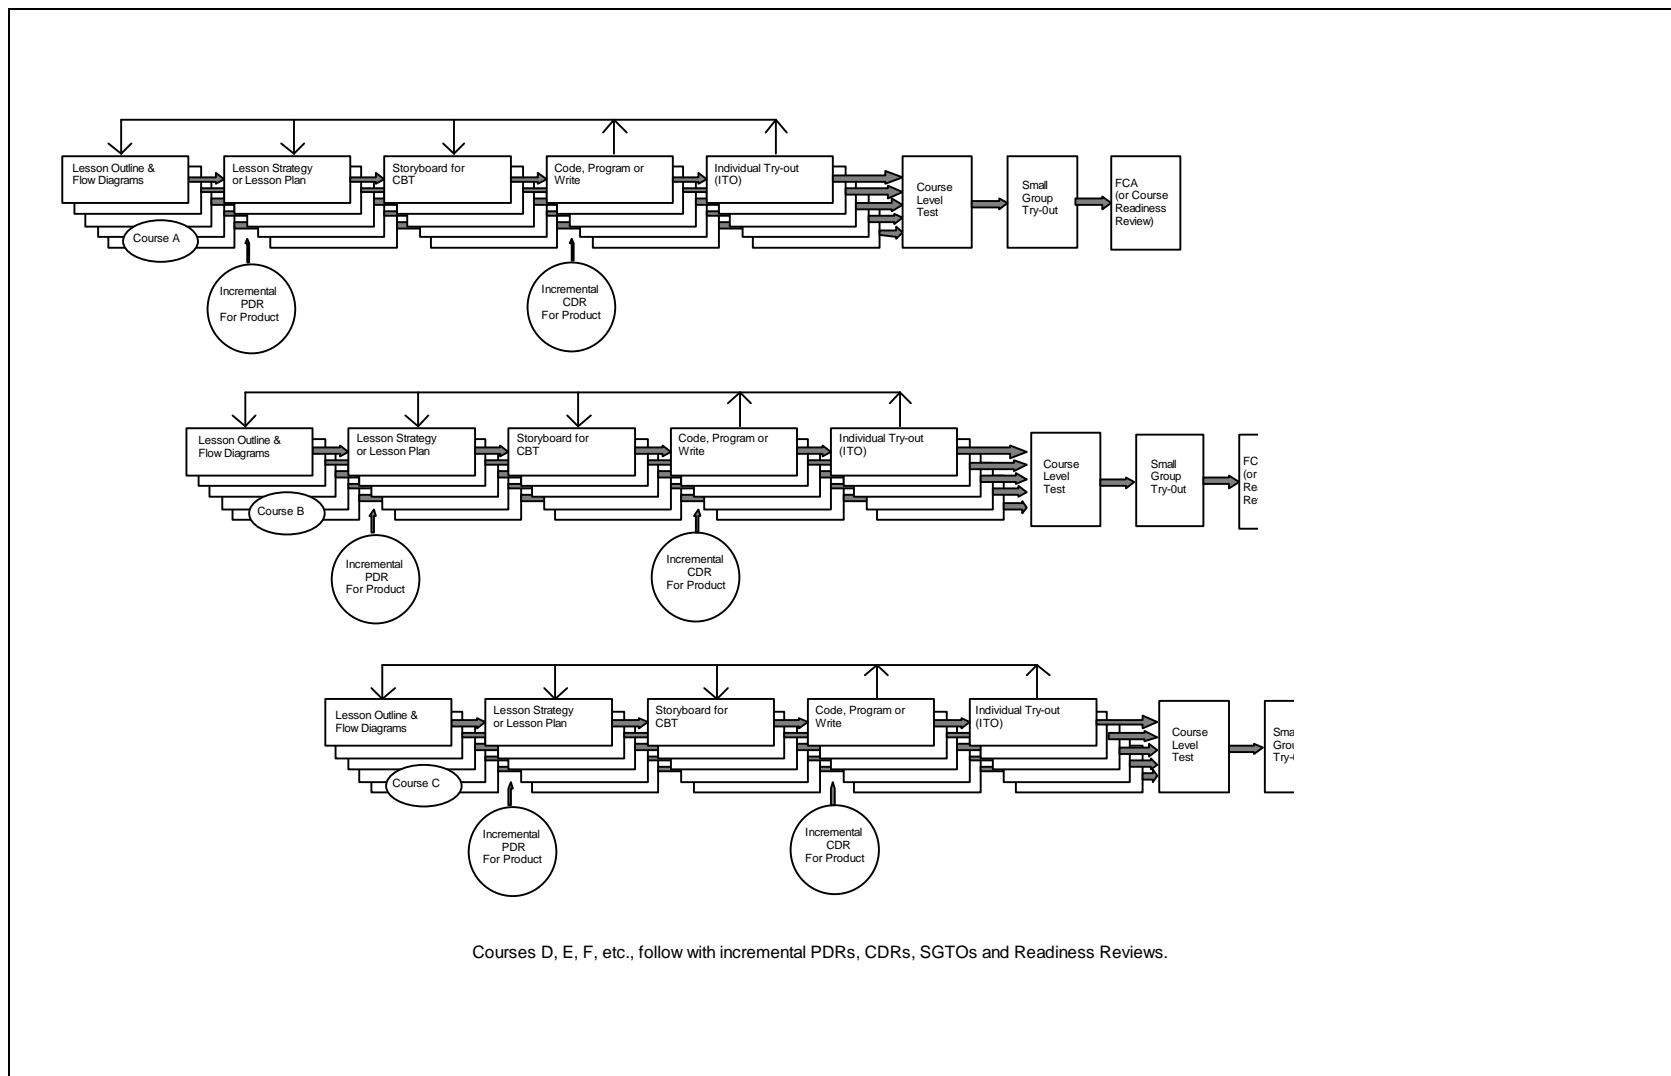 Lesson Outline &
Flow Diagrams
Lesson Strategy
or Lesson Plan
Storyboard for
CBT
Code, Program or
Write
Individual Try-out
(ITO)
Course
Level
Test
Small
Group
Try-0ut
FCA
(or Course
Readiness
Review)
Course A
Incremental
PDR
For Product
Incremental
CDR
For Product
Lesson Outline &
Flow Diagrams
Lesson Strategy
or Lesson Plan
Storyboard for
CBT
Code, Program or
Write
Individual Try-out
(ITO)
Course
Level
Test
Small
Group
Try-0ut
(or
Course B
Incremental
PDR
For Product
Incremental
CDR
For Product
Lesson Outline &
Flow Diagrams
Lesson Strategy
or Lesson Plan
Storyboard for
CBT
Code, Program or
Write
Individual Try-out
(ITO)
Course
Level
Test
Course C
Incremental
PDR
For Product
Incremental
CDR
For Product
Courses D, E, F, etc., follow with incremental PDRs, CDRs, SGTOs and Readiness Reviews.